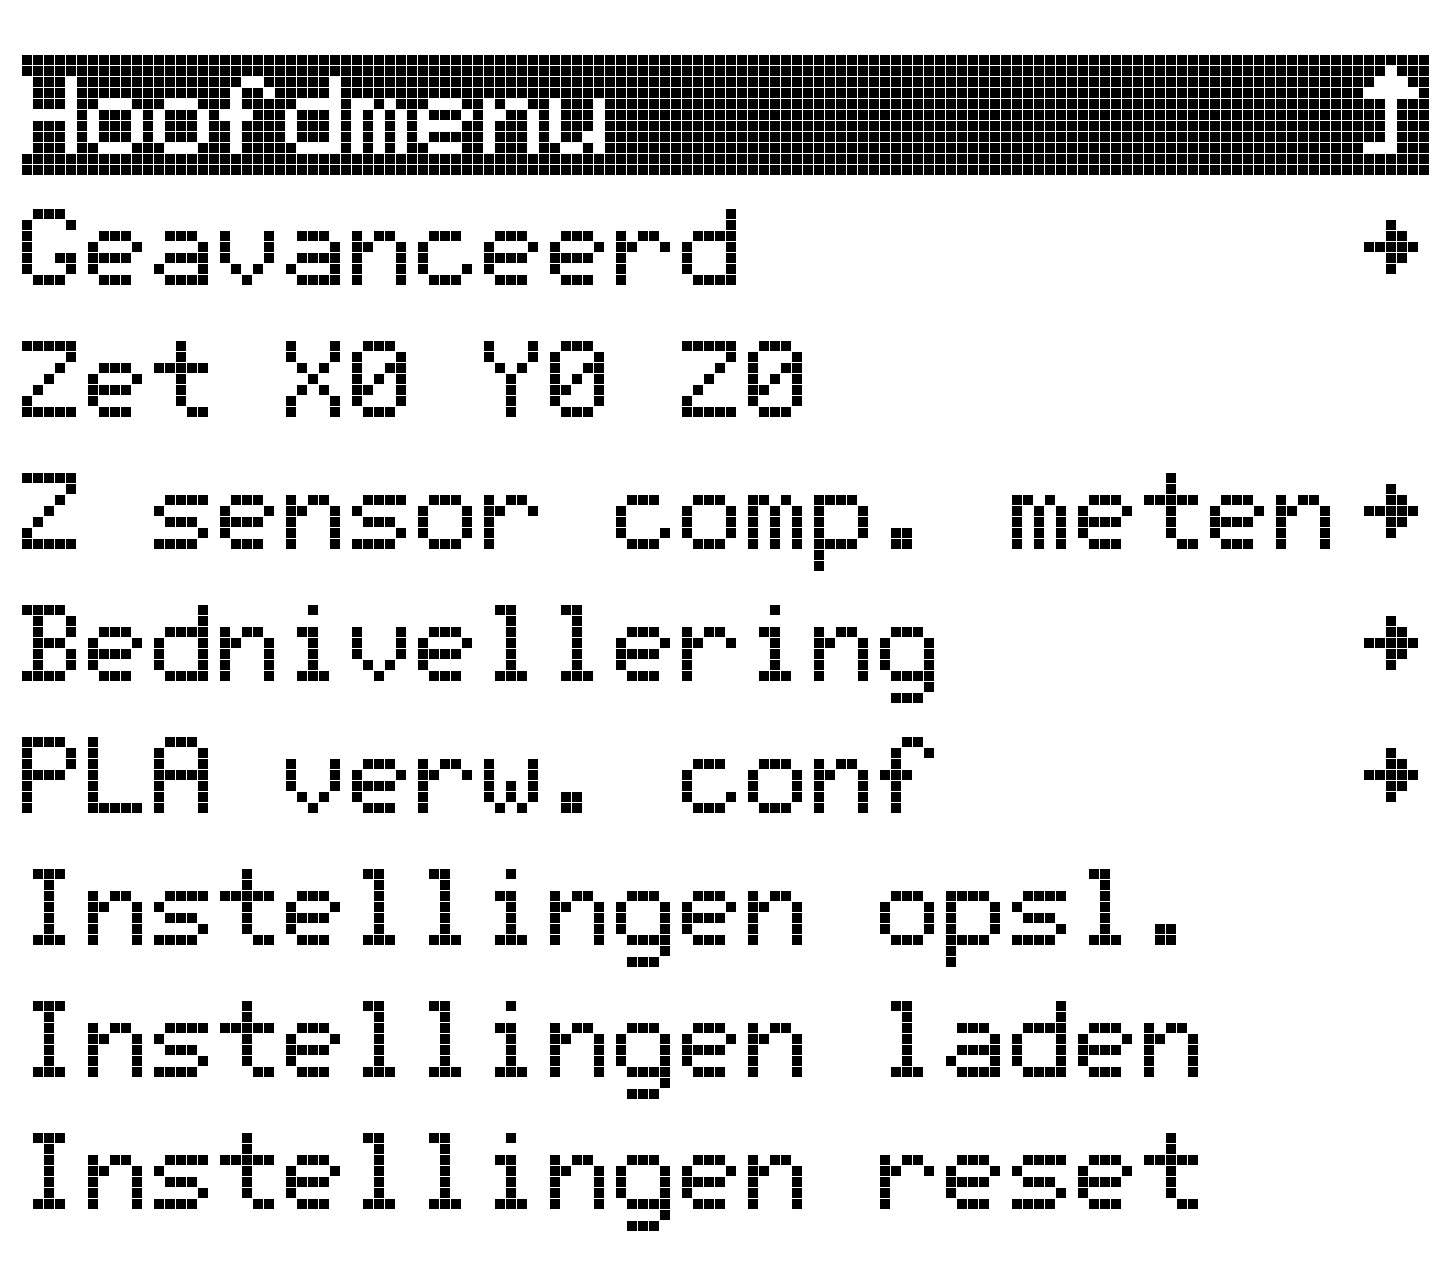 Hoofdmenu ↑
Geavanceerd →
Zet X0 Y0 Z0
Z sensor comp. meten →
Bednivellering →
PLA verw. conf →
Instellingen opsl.
Instellingen laden
Instellingen reset